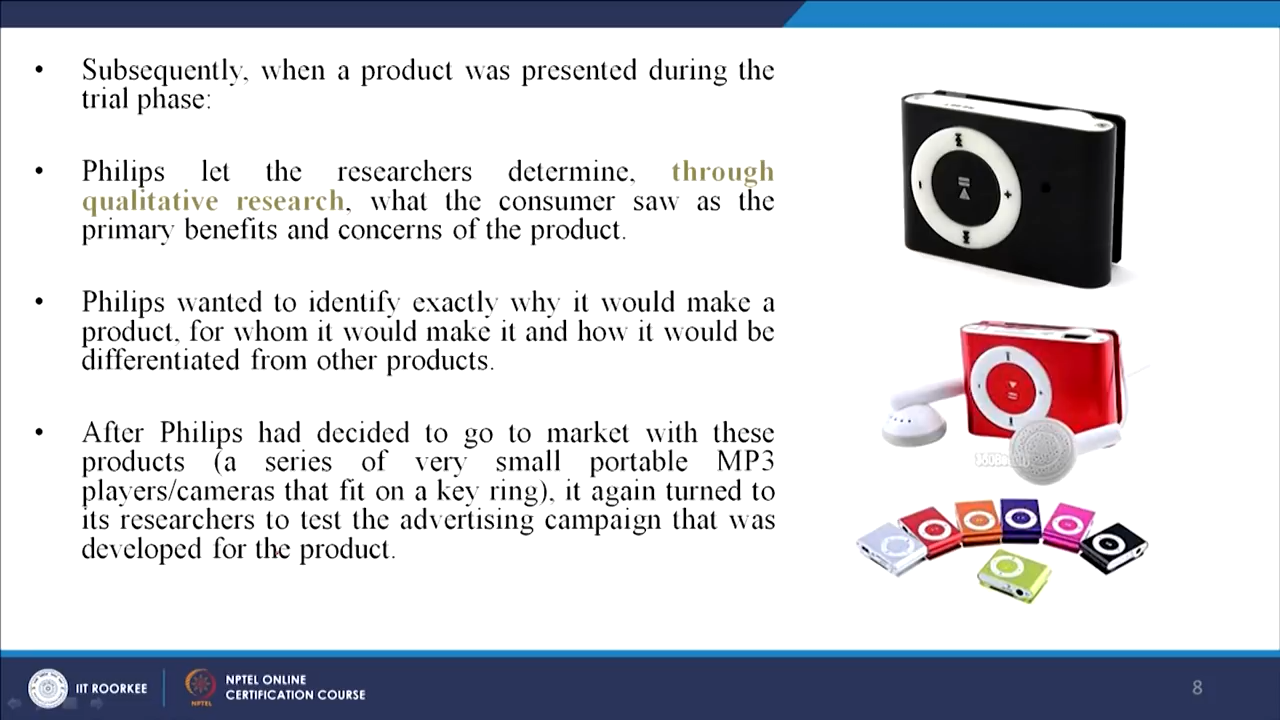 • Subsequently, when a product was presented during the
trial phase:
• Philips let the researchers determine, through
qualitative research, what the consumer saw as the
primary benefits and concerns of the product.
• Philips wanted to identify exactly why it would make a
product, for whom it would make it and how it would be
differentiated from other products.
• After Philips had decided to go to market with these
products (a series of very small portable MP3
players/cameras that fit on a key ring), it again turned to
its researchers to test the advertising campaign that was
developed for the product.
IIT ROORKEE
NPTEL
NPTEL ONLINE
CERTIFICATION COURSE
8